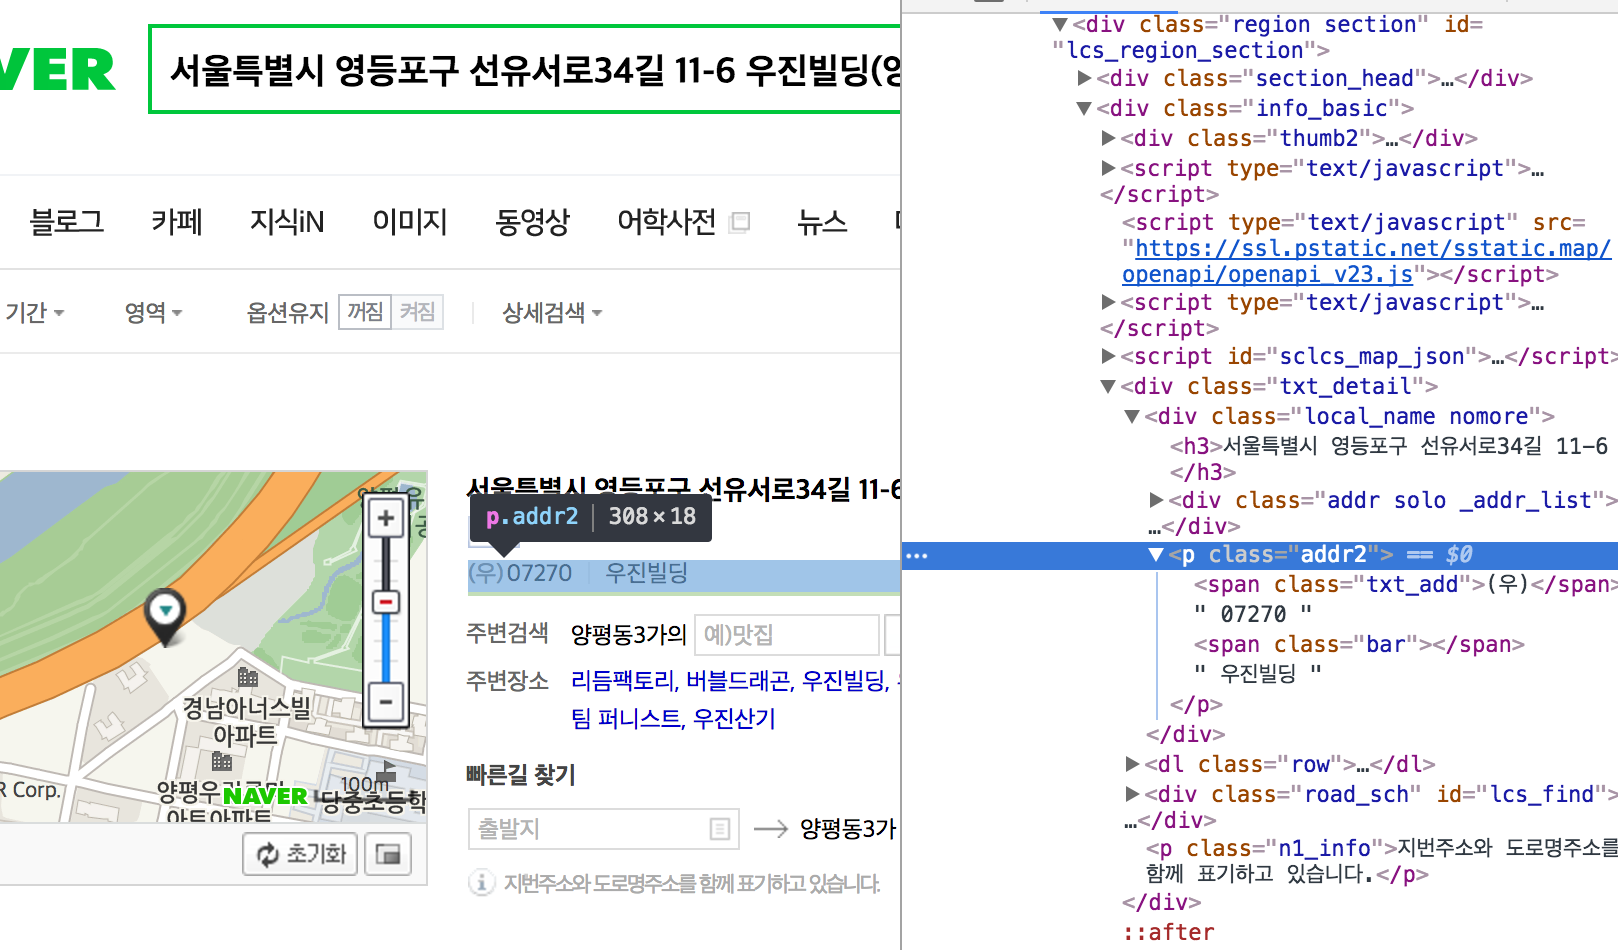 VER
서울특별시 영등포구 선유서로34길 11-6 우진빌딩(양
블로그 카페 지식iN 이미지 동영상 어학사전 뉴스
기간 영역 옵션유지 꺼짐 켜짐 상세검색
경남아너스빌
아파트
R Corp.
NAVER
100m
당중초등학
아트아파트
초기화
서울특별시 영등포구 선유서로34길 11-6
p.addr2 308×18
(우)07270 우진빌딩
주변검색 양평동3가의 예)맛집
주변장소 리듬팩토리, 버블드래곤, 우진빌딩,
팀 퍼니스트, 우진산기
빠른길 찾기
출발지 → 양평동3가
지번주소와 도로명주소를 함께 표기하고 있습니다.
▼<div class="region section" id=
"lcs_region_section">
▶<div class="section_head">…</div>
▼<div class="info_basic">
▶<div class="thumb2">…</div>
▶<script type="text/javascript">…
</script>
<script type="text/javascript" src=
"https://ssl.pstatic.net/sstatic.map/
openapi/openapi_v23.js"></script>
▶<script type="text/javascript">…
</script>
▶<script id="sclcs_map_json">…</script>
▼<div class="txt_detail">
▼<div class="local_name nomore">
<h3>서울특별시 영등포구 선유서로34길 11-6
</h3>
▶<div class="addr solo _addr_list">
…</div>
… ▼<p class="addr2"> == $0
<span class="txt_add">(우)</span>
" 07270 "
<span class="bar"></span>
" 우진빌딩 "
</p>
</div>
▶<dl class="row">…</dl>
▶<div class="road_sch" id="lcs_find">
…</div>
<p class="n1_info">지번주소와 도로명주소를
함께 표기하고 있습니다.</p>
</div>
::after